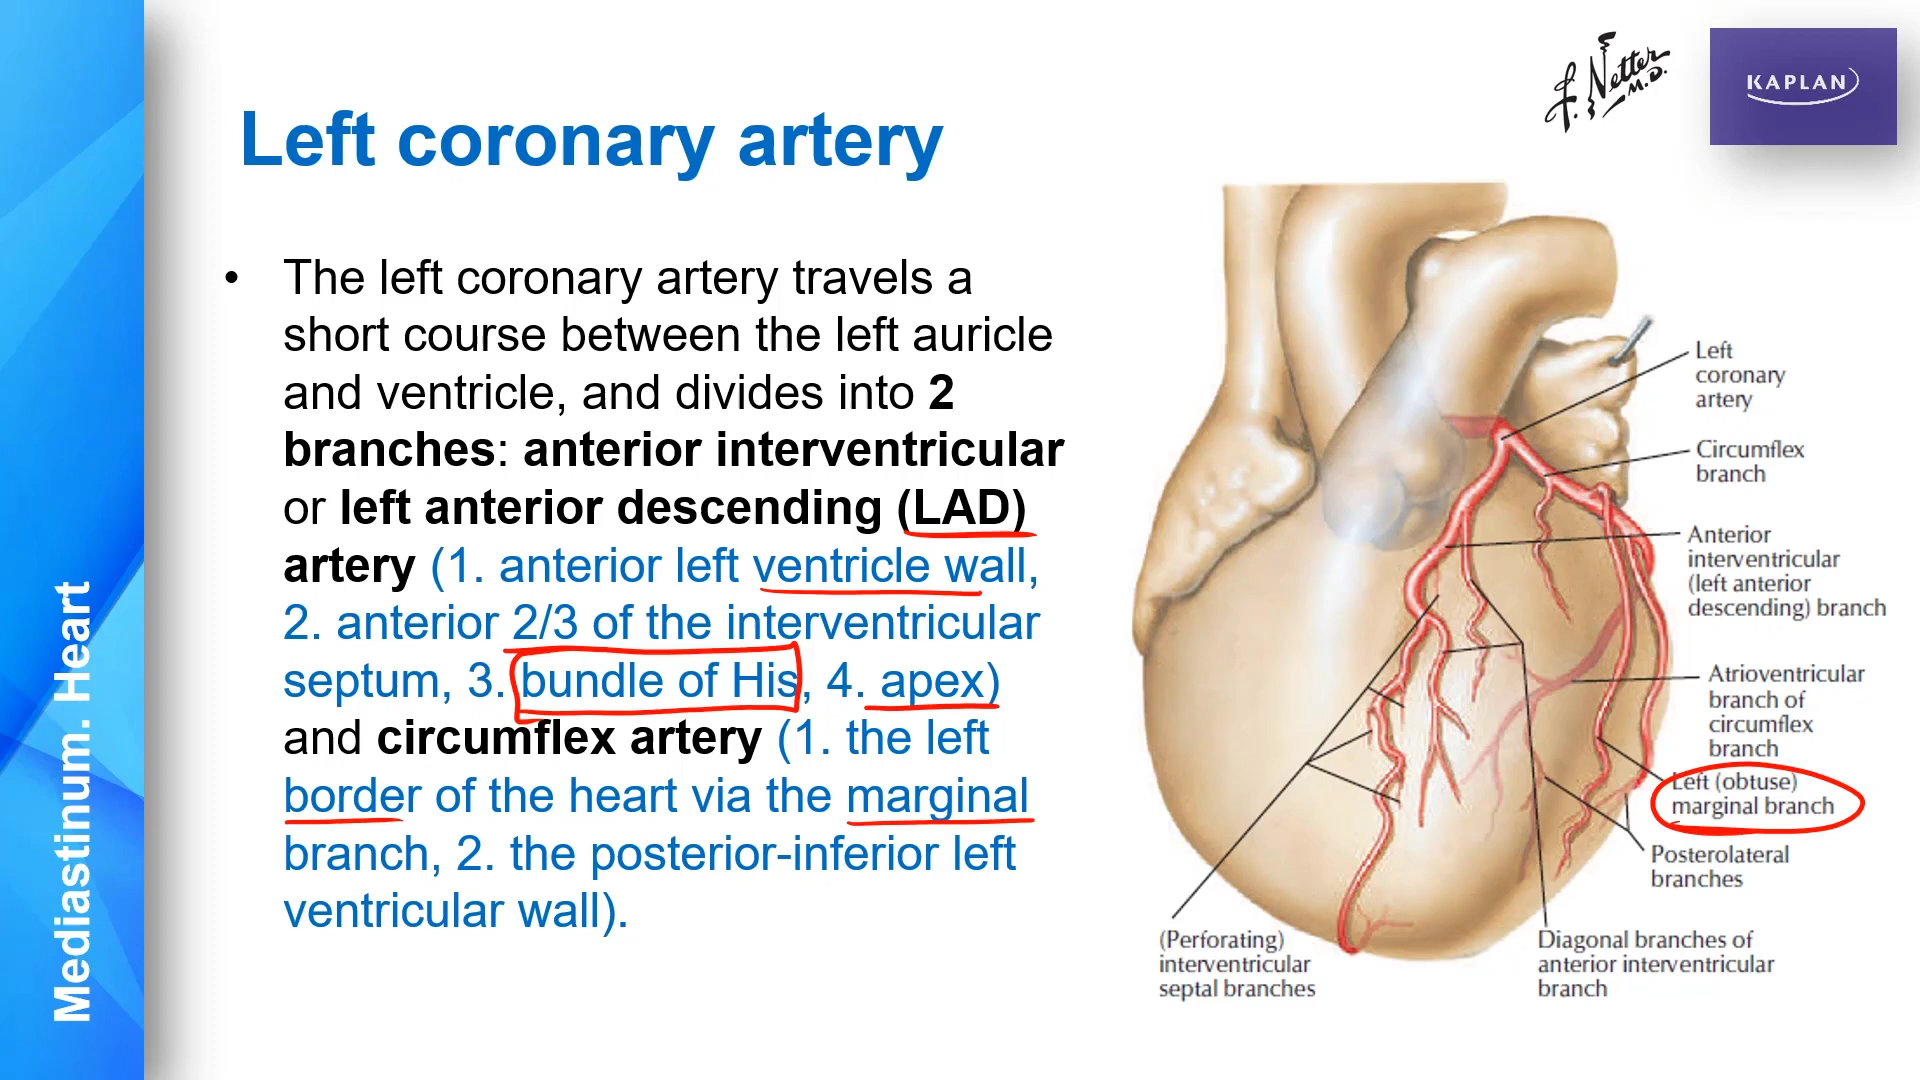 F. Netter M.D.
KAPLAN
Left coronary artery
• The left coronary artery travels a
short course between the left auricle
and ventricle, and divides into 2
branches: anterior interventricular
or left anterior descending (LAD)
artery (1. anterior left ventricle wall,
2. anterior 2/3 of the interventricular
septum, 3. bundle of His, 4. apex)
and circumflex artery (1. the left
border of the heart via the marginal
branch, 2. the posterior-inferior left
ventricular wall).
Mediastinum. Heart
Left
coronary
artery
Circumflex
branch
Anterior
interventricular
(left anterior
descending) branch
Atrioventricular
branch of
circumflex
branch
Left (obtuse)
marginal branch
Posterolateral
branches
(Perforating)
interventricular
septal branches
Diagonal branches of
anterior interventricular
branch